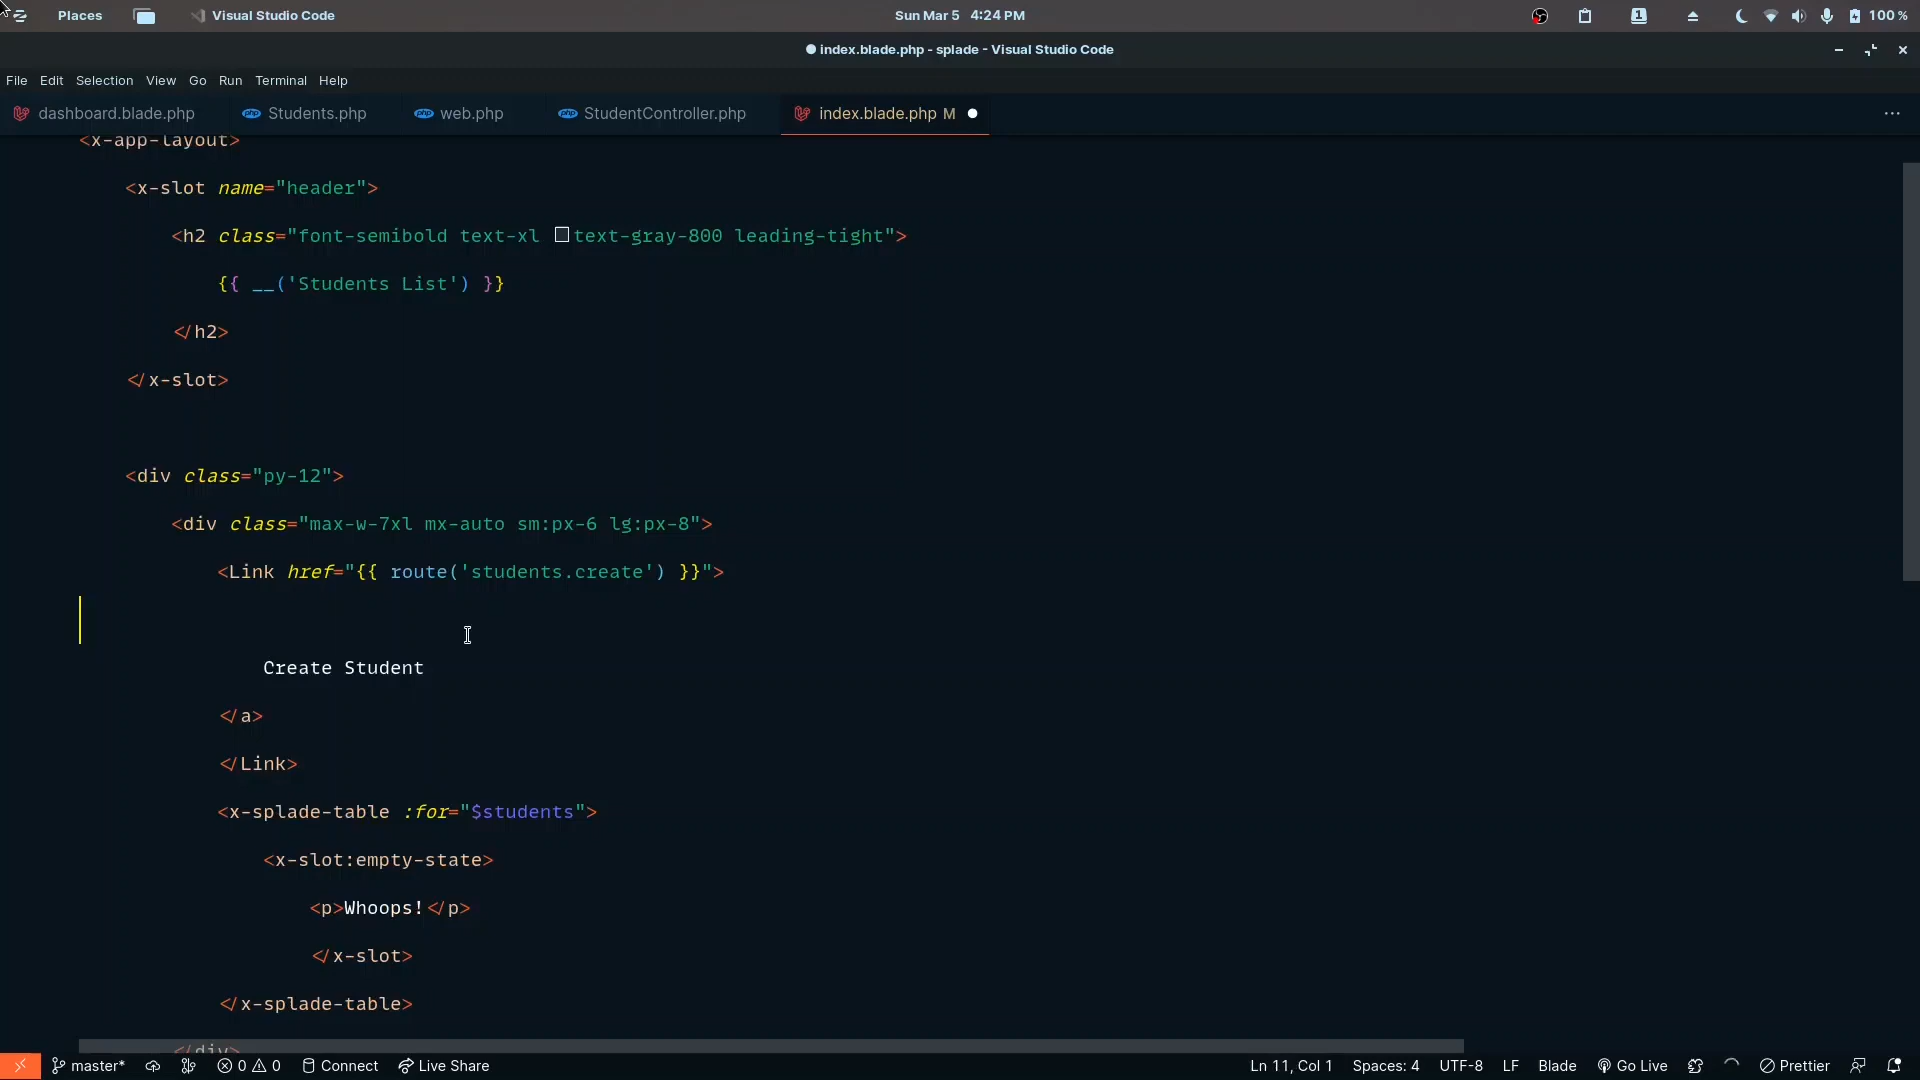 Places Visual Studio Code Sun Mar 5 4:24 PM 1 100 %
index.blade.php - splade - Visual Studio Code
File Edit Selection View Go Run Terminal Help
dashboard.blade.php php Students.php php web.php php StudentController.php index.blade.php M
<x-app-layout>
<x-slot name="header">
<h2 class="font-semibold text-xl text-gray-800 leading-tight">
{{ __('Students List') }}
</h2>
</x-slot>
<div class="py-12">
<div class="max-w-7xl mx-auto sm:px-6 lg:px-8">
<Link href="{{ route('students.create') }}">
Create Student
</a>
</Link>
<x-splade-table :for="$students">
<x-slot:empty-state>
<p>Whoops!</p>
</x-slot>
</x-splade-table>
</div>
master* 0 0 Connect Live Share Ln 11, Col 1 Spaces: 4 UTF-8 LF Blade Go Live Prettier